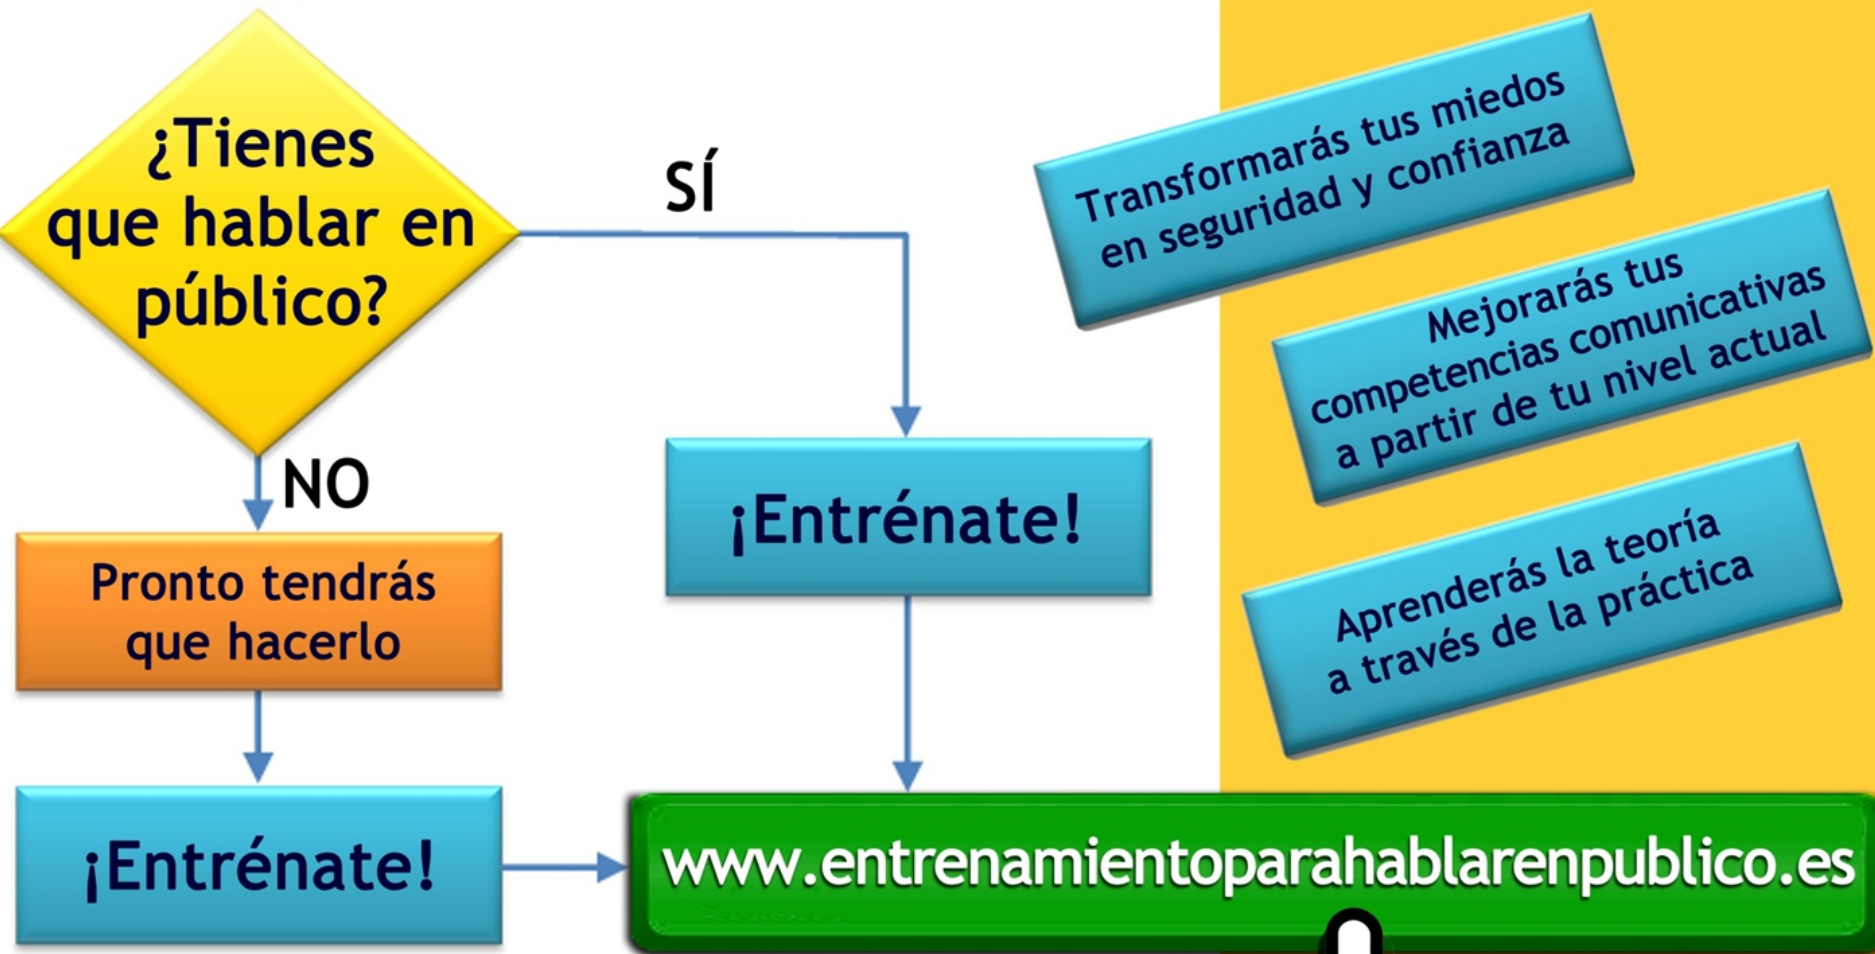 ¿Tienes
que hablar en
público?
SÍ
NO
Pronto tendrás
que hacerlo
¡Entrénate!
¡Entrénate!
Transformarás tus miedos
en seguridad y confianza
Mejorarás tus
competencias comunicativas
a partir de tu nivel actual
Aprenderás la teoría
a través de la práctica
www.entrenamientoparahablarenpublico.es